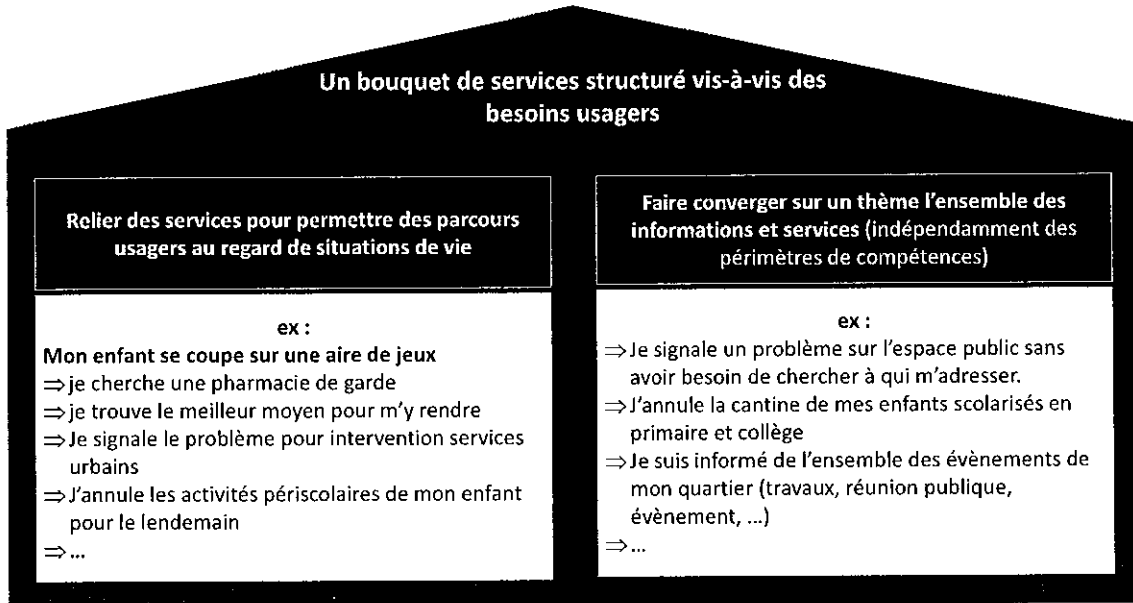 Un bouquet de services structuré vis-à-vis des
besoins usagers
Relier des services pour permettre des parcours
usagers au regard de situations de vie
ex :
Mon enfant se coupe sur une aire de jeux
⇒ je cherche une pharmacie de garde
⇒ je trouve le meilleur moyen pour m'y rendre
⇒ Je signale le problème pour intervention services
urbains
⇒ J'annule les activités périscolaires de mon enfant
pour le lendemain
⇒ ...
Faire converger sur un thème l'ensemble des
informations et services (indépendamment des
périmètres de compétences)
ex :
⇒ Je signale un problème sur l'espace public sans
avoir besoin de chercher à qui m'adresser.
⇒ J'annule la cantine de mes enfants scolarisés en
primaire et collège
⇒ Je suis informé de l'ensemble des évènements de
mon quartier (travaux, réunion publique,
évènement, ...)
⇒ ...